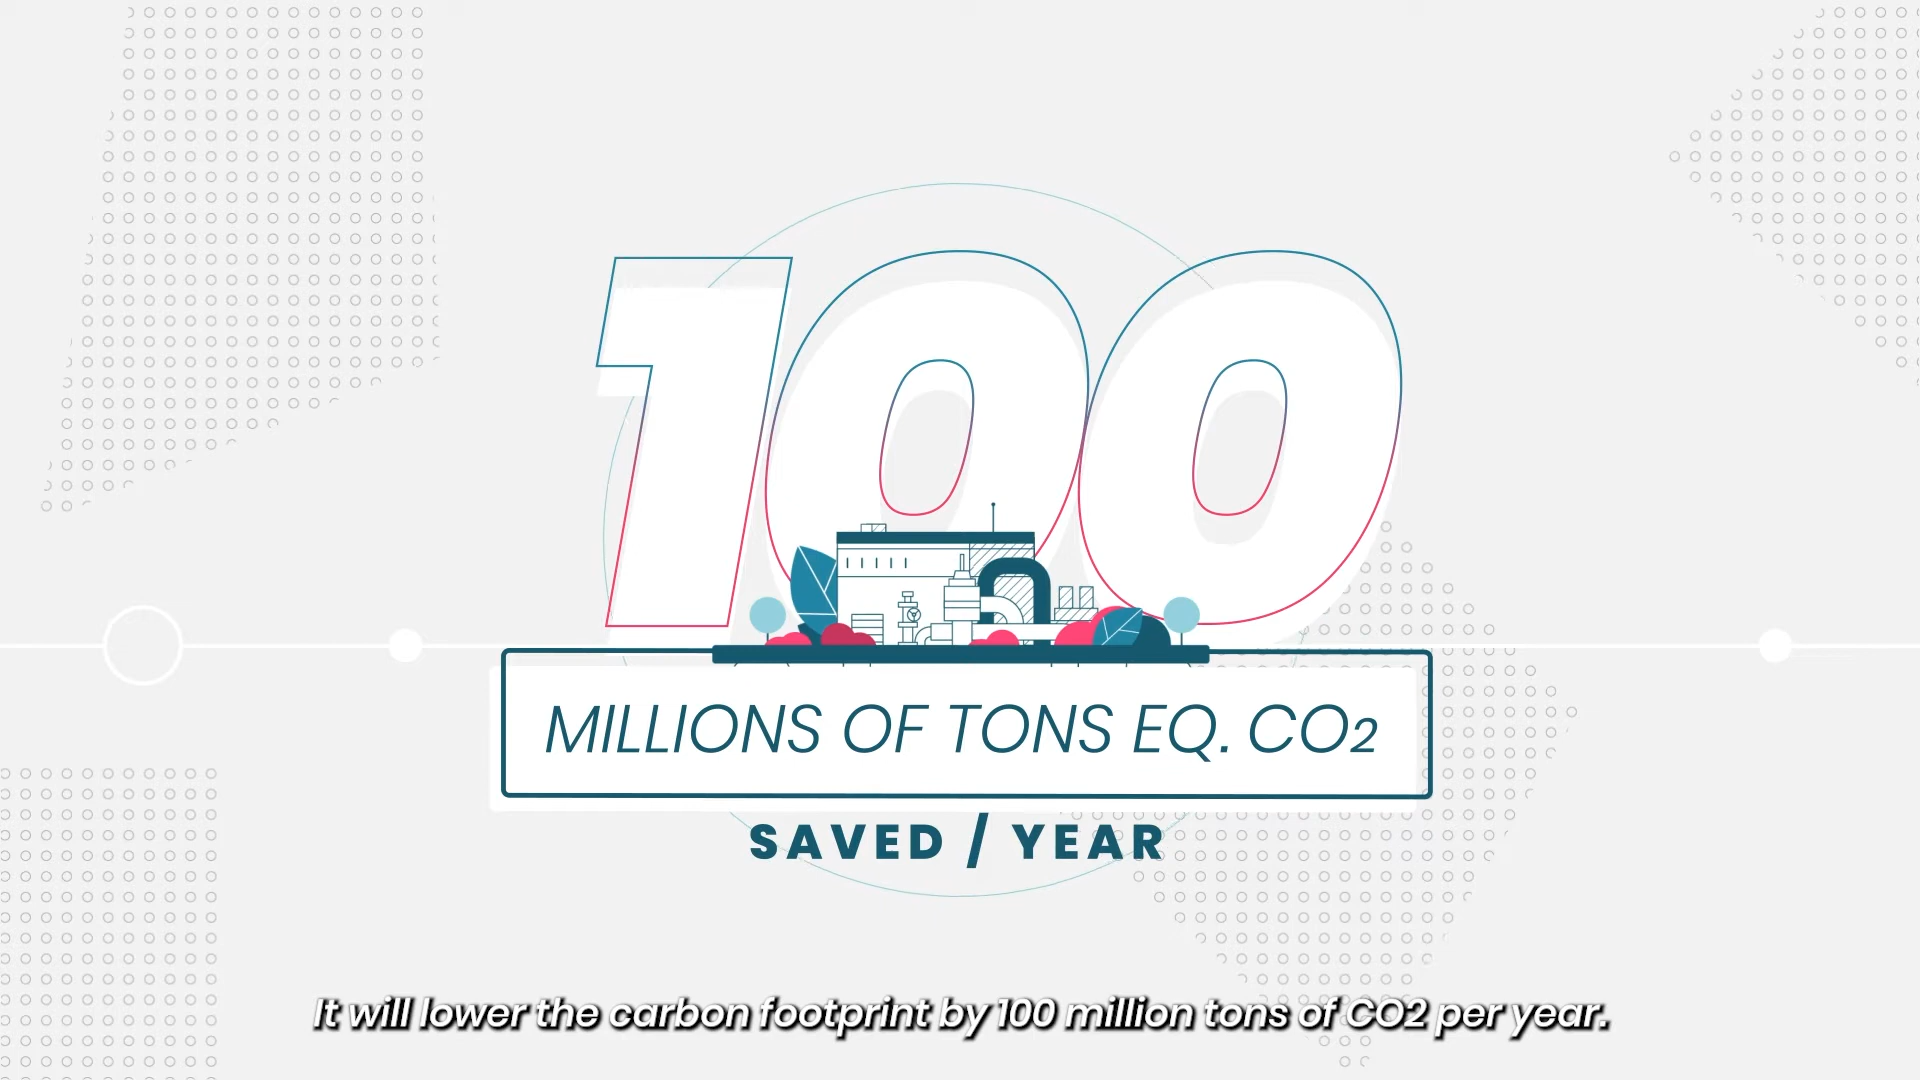 100
MILLIONS OF TONS EQ. CO2
SAVED / YEAR
It will lower the carbon footprint by 100 million tons of CO2 per year.